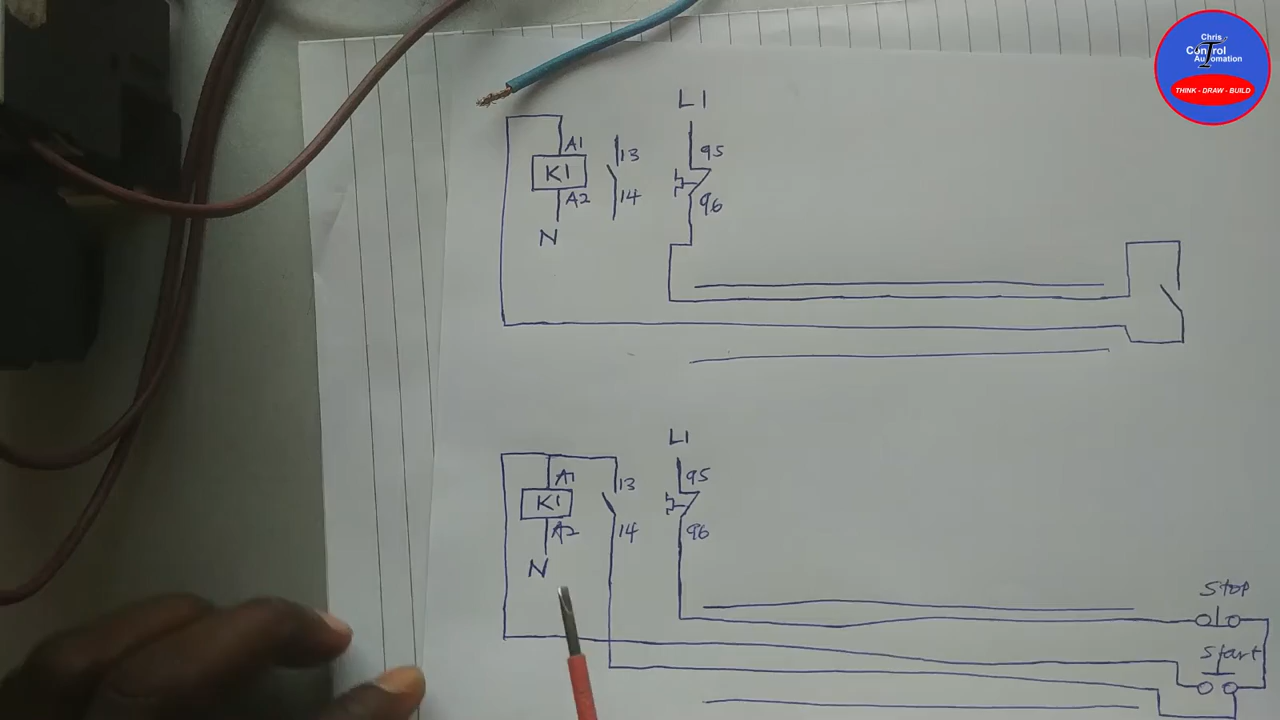 Chris
Control
Automation
T
THINK - DRAW - BUILD
L1
A1
13
95
K1
A2
14
96
N
L1
A1
13
95
K1
A2
14
96
N
Stop
Start